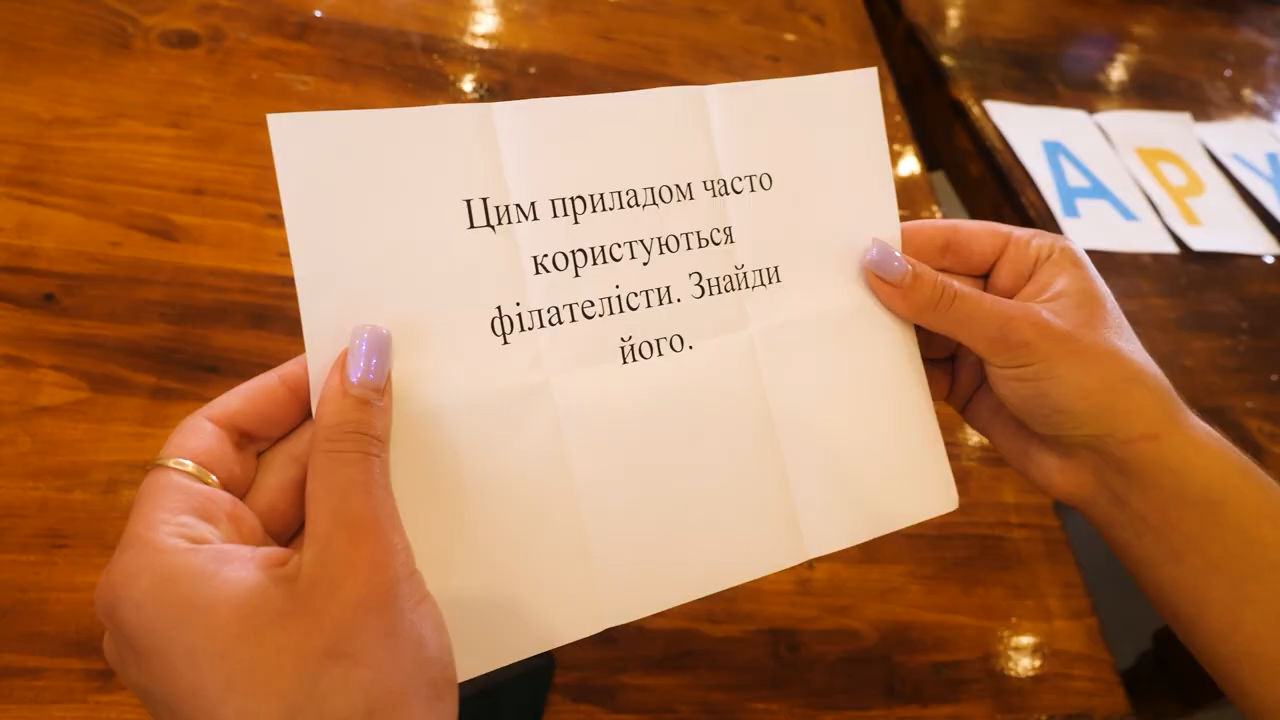 Цим приладом часто
користуються
філателісти. Знайди
його.
А Р У